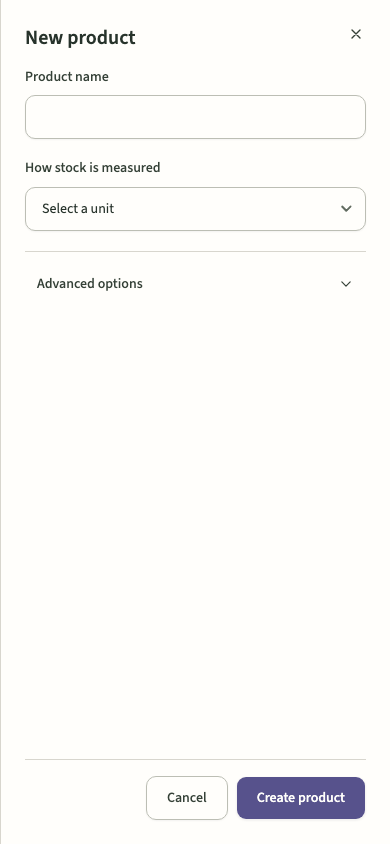 New product
Product name
How stock is measured
Select a unit
Advanced options
Cancel
Create product